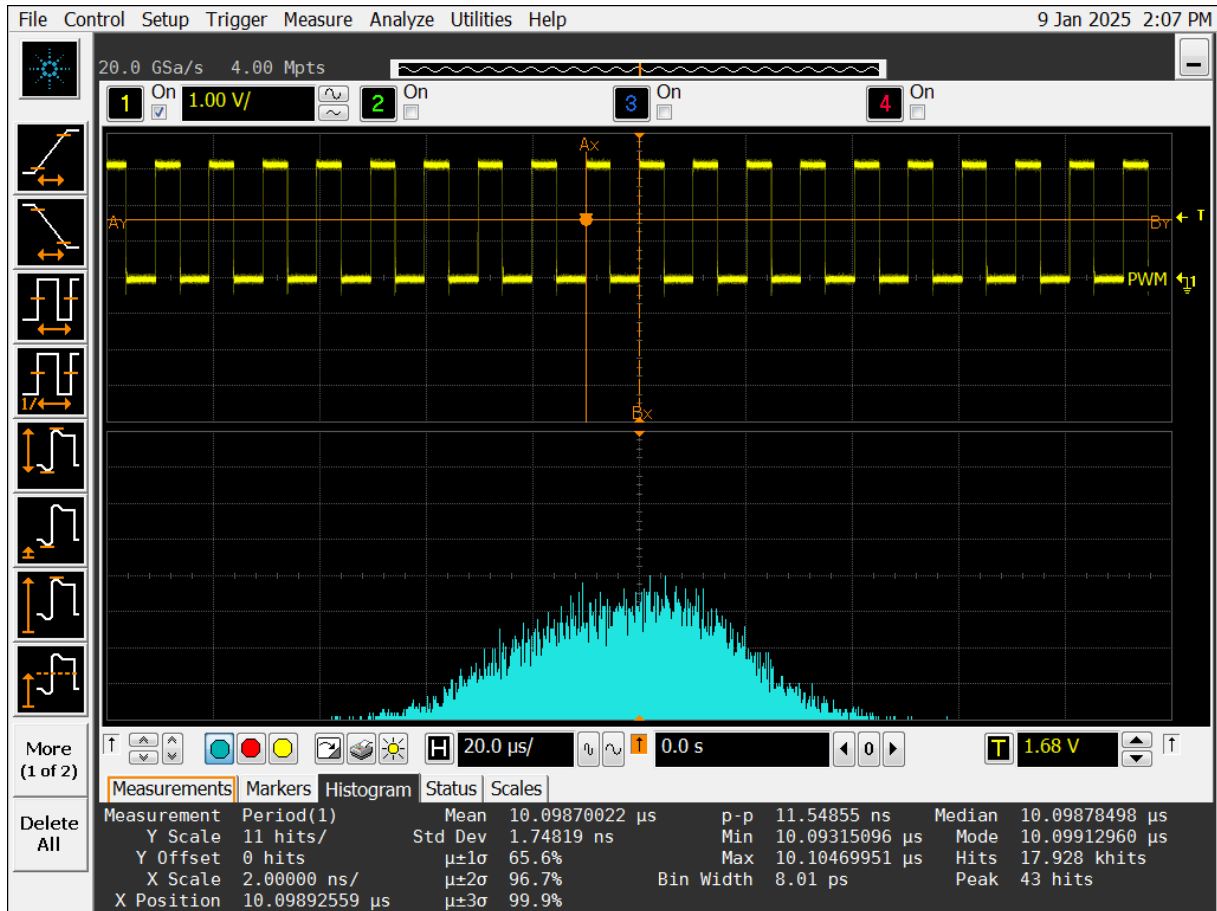 File Control Setup Trigger Measure Analyze Utilities Help 9 Jan 2025 2:07 PM
20.0 GSa/s 4.00 Mpts
1 On 1.00 V/ 2 On 3 On 4 On
Ax
Ay By T
PWM 1
Bx
1/
More
(1 of 2)
Delete
All
H 20.0 µs/ 0.0 s 0 T 1.68 V
Measurements Markers Histogram Status Scales
Measurement Period(1) Mean 10.09870022 µs p-p 11.54855 ns Median 10.09878498 µs
Y Scale 11 hits/ Std Dev 1.74819 ns Min 10.09315096 µs Mode 10.09912960 µs
Y Offset 0 hits µ±1σ 65.6% Max 10.10469951 µs Hits 17.928 khits
X Scale 2.00000 ns/ µ±2σ 96.7% Bin Width 8.01 ps Peak 43 hits
X Position 10.09892559 µs µ±3σ 99.9%